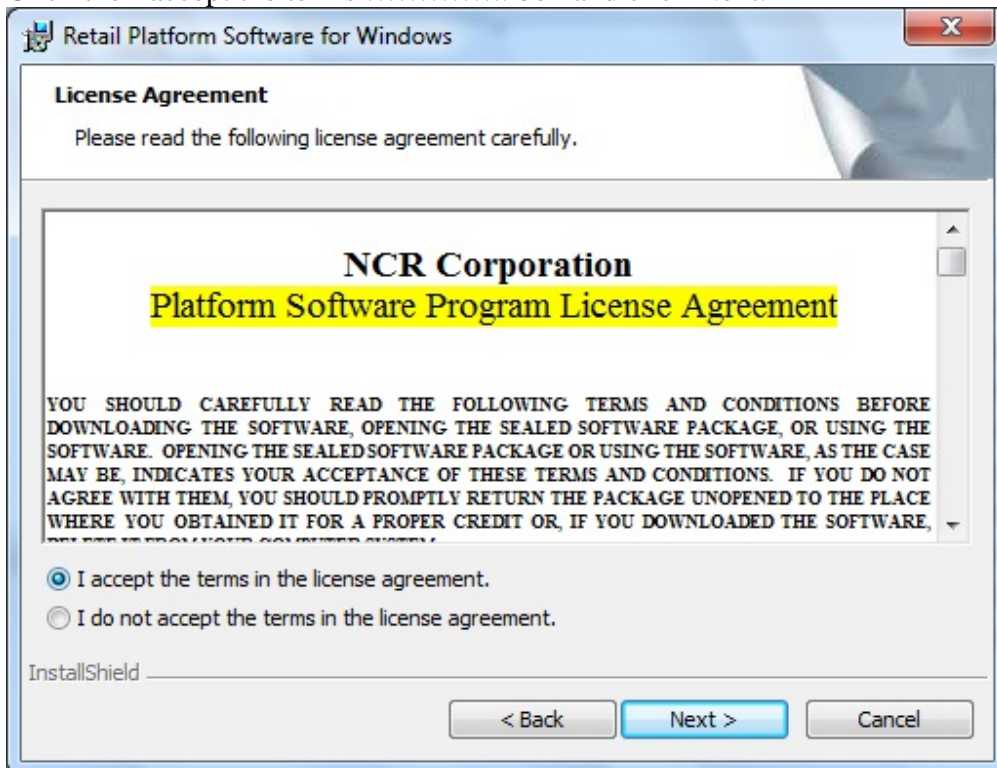 Retail Platform Software for Windows
License Agreement
Please read the following license agreement carefully.
NCR Corporation
Platform Software Program License Agreement
YOU SHOULD CAREFULLY READ THE FOLLOWING TERMS AND CONDITIONS BEFORE
DOWNLOADING THE SOFTWARE, OPENING THE SEALED SOFTWARE PACKAGE, OR USING THE
SOFTWARE. OPENING THE SEALED SOFTWARE PACKAGE OR USING THE SOFTWARE, AS THE CASE
MAY BE, INDICATES YOUR ACCEPTANCE OF THESE TERMS AND CONDITIONS. IF YOU DO NOT
AGREE WITH THEM, YOU SHOULD PROMPTLY RETURN THE PACKAGE UNOPENED TO THE PLACE
WHERE YOU OBTAINED IT FOR A PROPER CREDIT OR, IF YOU DOWNLOADED THE SOFTWARE,
I accept the terms in the license agreement.
I do not accept the terms in the license agreement.
InstallShield
< Back
Next >
Cancel